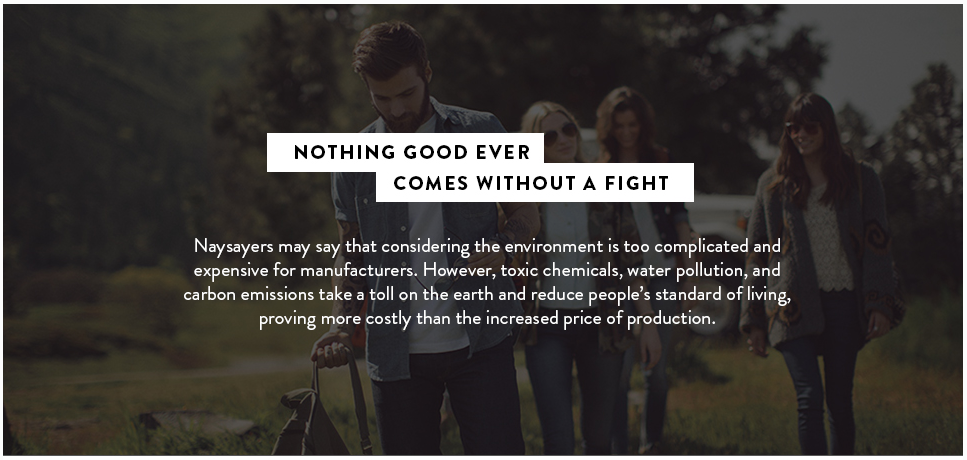 NOTHING GOOD EVER
COMES WITHOUT A FIGHT
Naysayers may say that considering the environment is too complicated and
expensive for manufacturers. However, toxic chemicals, water pollution, and
carbon emissions take a toll on the earth and reduce people’s standard of living,
proving more costly than the increased price of production.